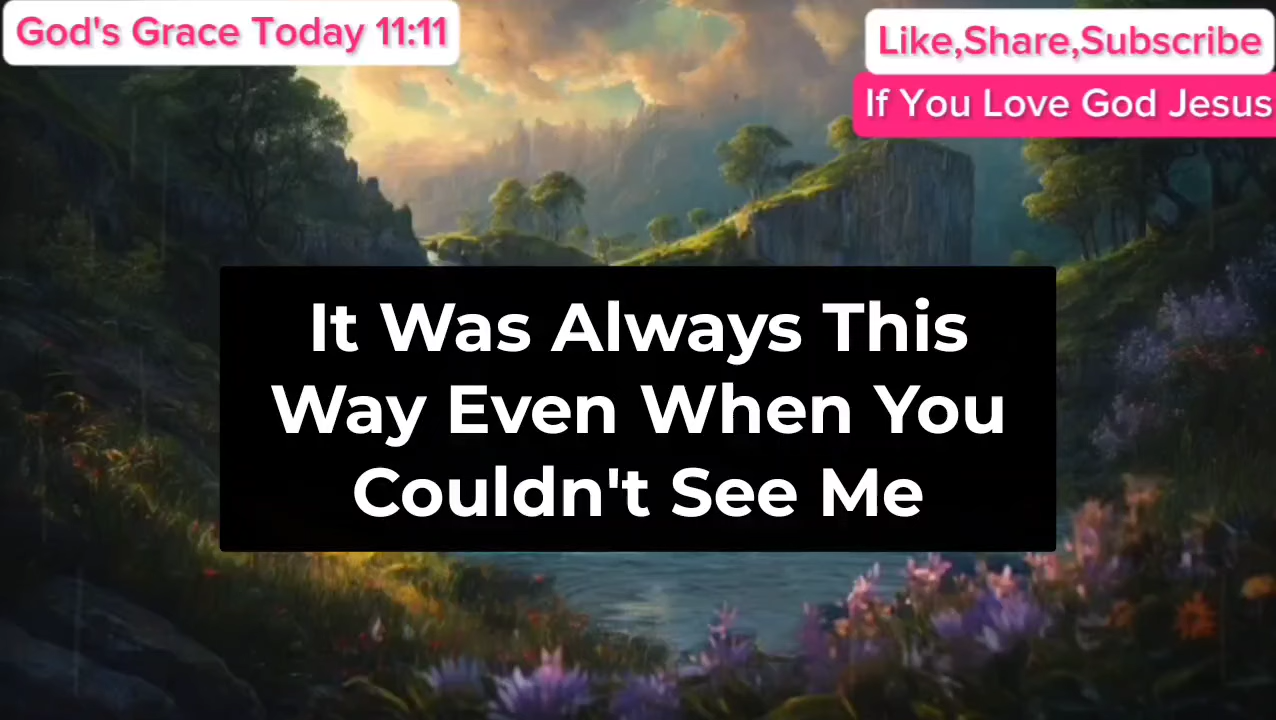 God's Grace Today 11:11
Like,Share,Subscribe
If You Love God Jesus
It Was Always This
Way Even When You
Couldn't See Me